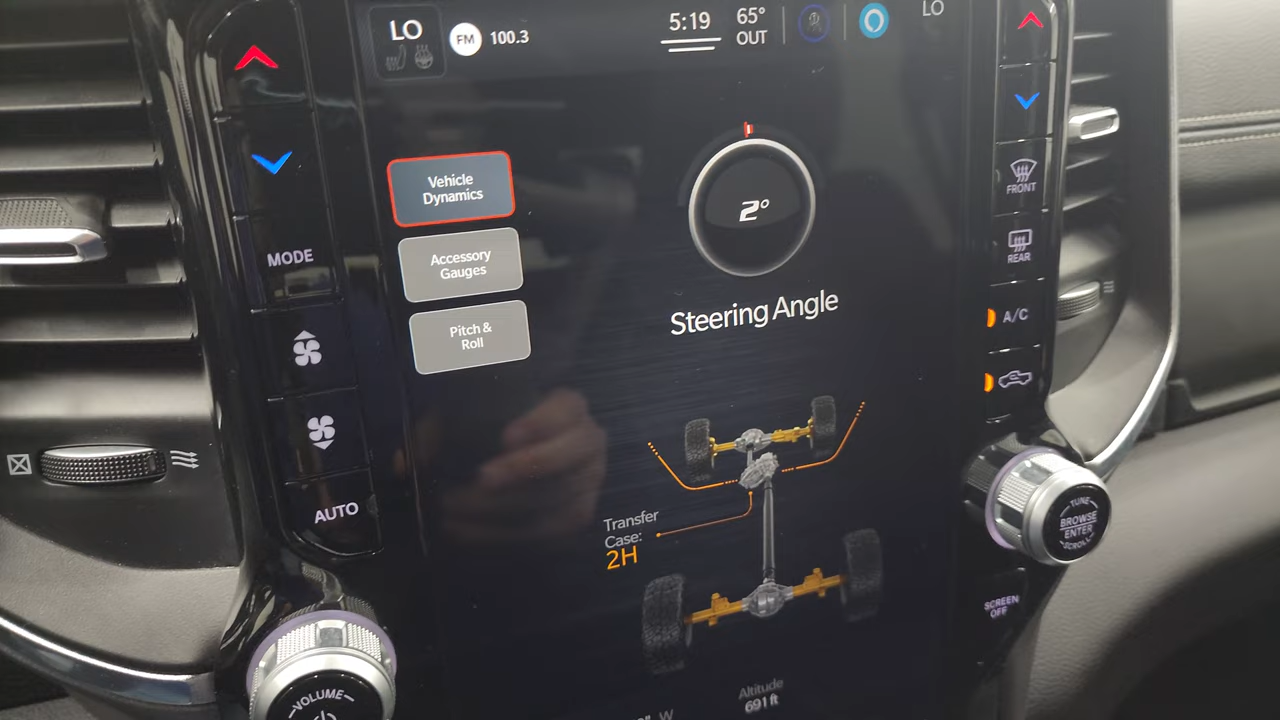 LO
FM 100.3
5:19
65°
OUT
LO
MODE
AUTO
VOLUME
Vehicle
Dynamics
Accessory
Gauges
Pitch &
Roll
2°
Steering Angle
Transfer
Case:
2H
Altitude
691 ft
W
FRONT
REAR
A/C
TUNE
BROWSE
ENTER
SCROLL
SCREEN
OFF